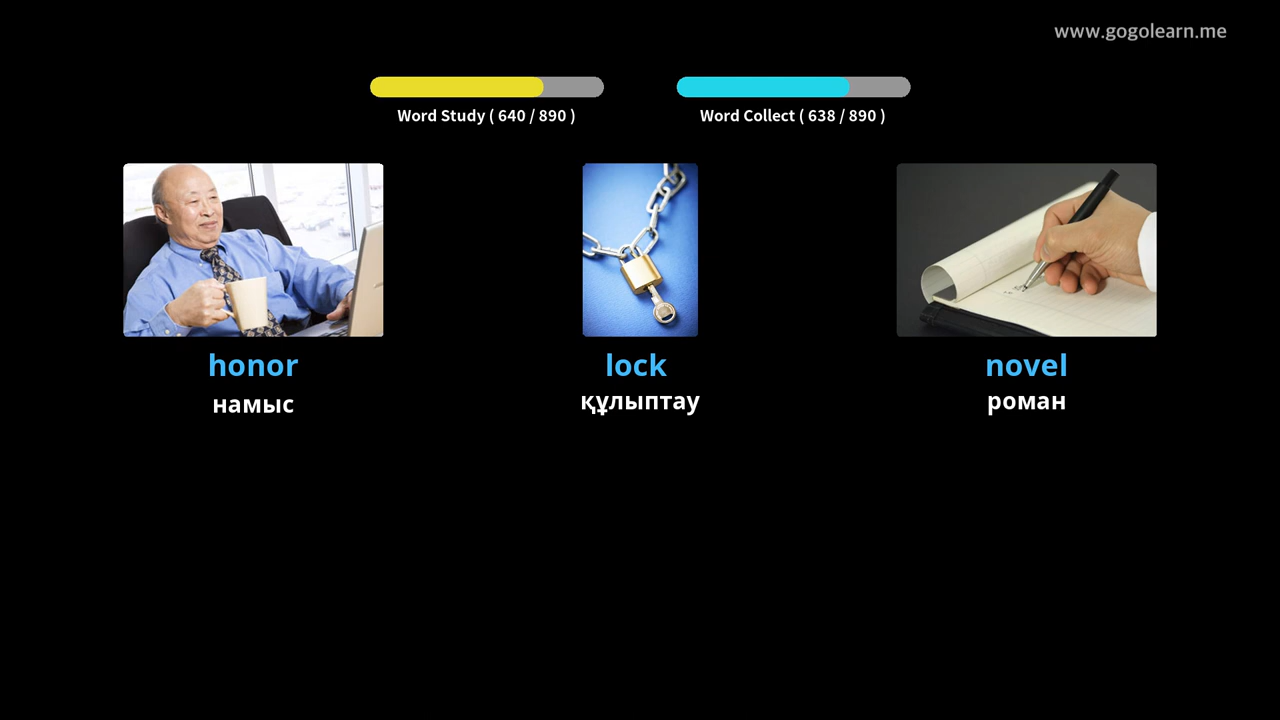 www.gogolearn.me
Word Study ( 640 / 890 )
Word Collect ( 638 / 890 )
honor
намыс
lock
құлыптау
novel
роман